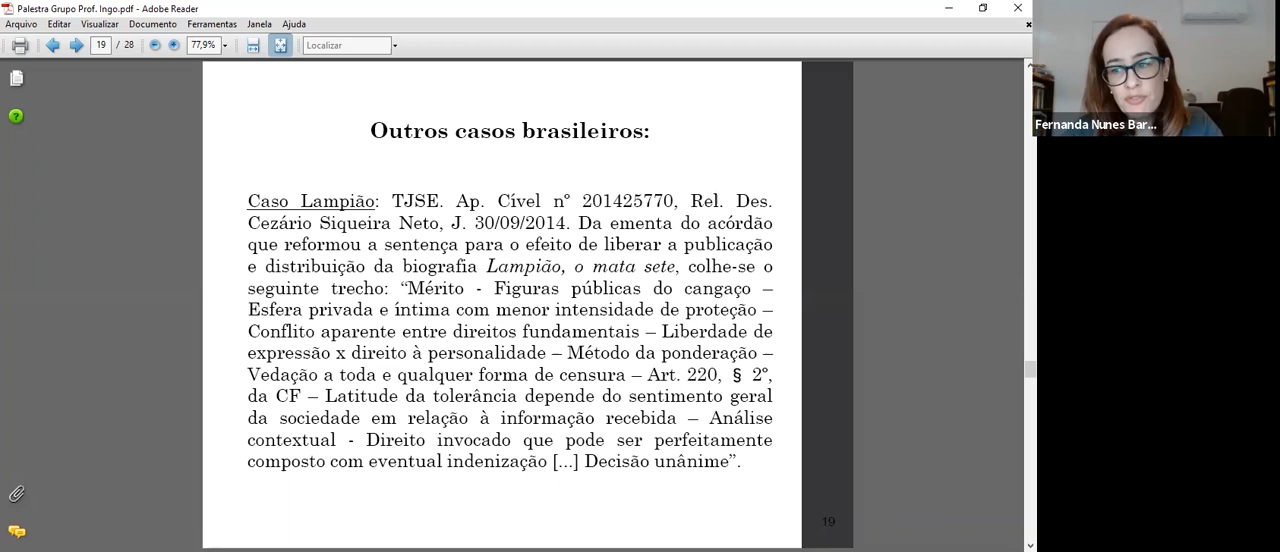 Palestra Grupo Prof. Ingo.pdf - Adobe Reader
Arquivo Editar Visualizar Documento Ferramentas Janela Ajuda
19 / 28 77,9% Localizar
Outros casos brasileiros:
Caso Lampião: TJSE. Ap. Cível nº 201425770, Rel. Des.
Cezário Siqueira Neto, J. 30/09/2014. Da ementa do acórdão
que reformou a sentença para o efeito de liberar a publicação
e distribuição da biografia Lampião, o mata sete, colhe-se o
seguinte trecho: “Mérito - Figuras públicas do cangaço –
Esfera privada e íntima com menor intensidade de proteção –
Conflito aparente entre direitos fundamentais – Liberdade de
expressão x direito à personalidade – Método da ponderação –
Vedação a toda e qualquer forma de censura – Art. 220, § 2º,
da CF – Latitude da tolerância depende do sentimento geral
da sociedade em relação à informação recebida – Análise
contextual - Direito invocado que pode ser perfeitamente
composto com eventual indenização [...] Decisão unânime”.
19
Fernanda Nunes Bar...